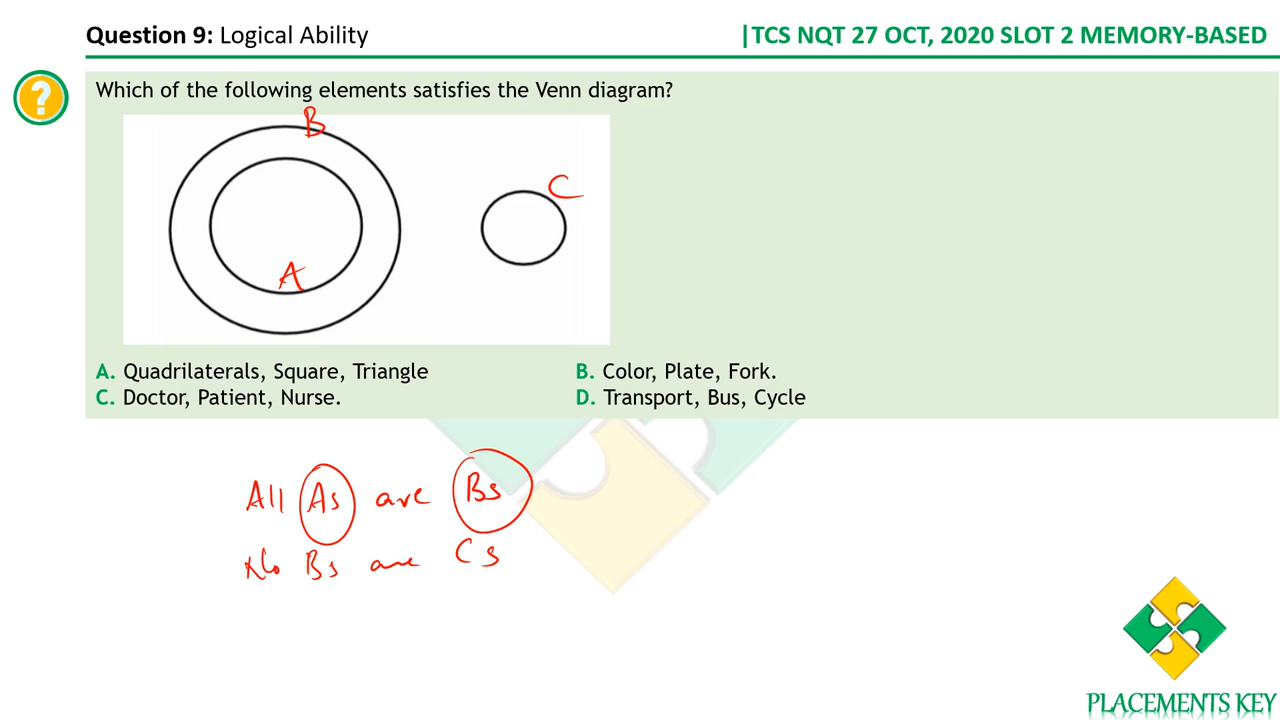 Question 9: Logical Ability
|TCS NQT 27 OCT, 2020 SLOT 2 MEMORY-BASED
?
Which of the following elements satisfies the Venn diagram?
B
C
A
A. Quadrilaterals, Square, Triangle
B. Color, Plate, Fork.
C. Doctor, Patient, Nurse.
D. Transport, Bus, Cycle
All As are Bs
No Bs are Cs
PLACEMENTS KEY